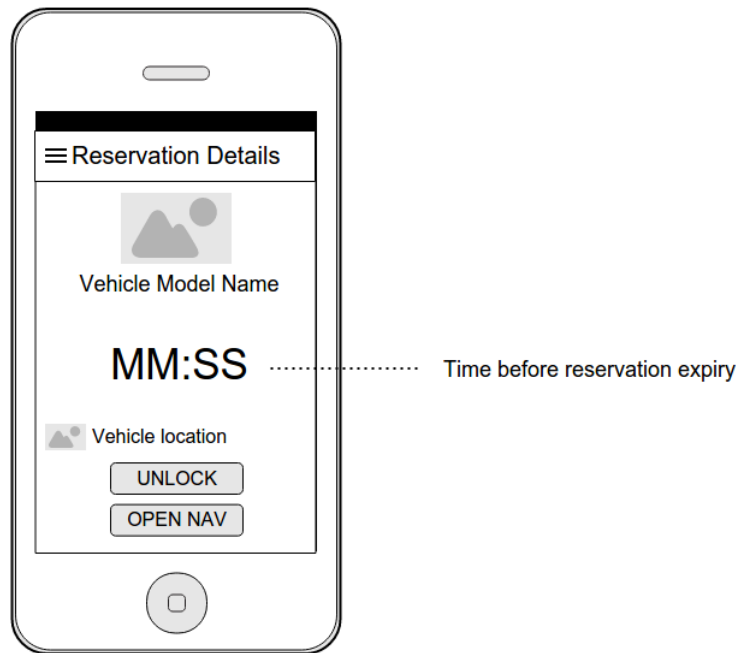 Reservation Details
Vehicle Model Name
MM:SS
Time before reservation expiry
Vehicle location
UNLOCK
OPEN NAV